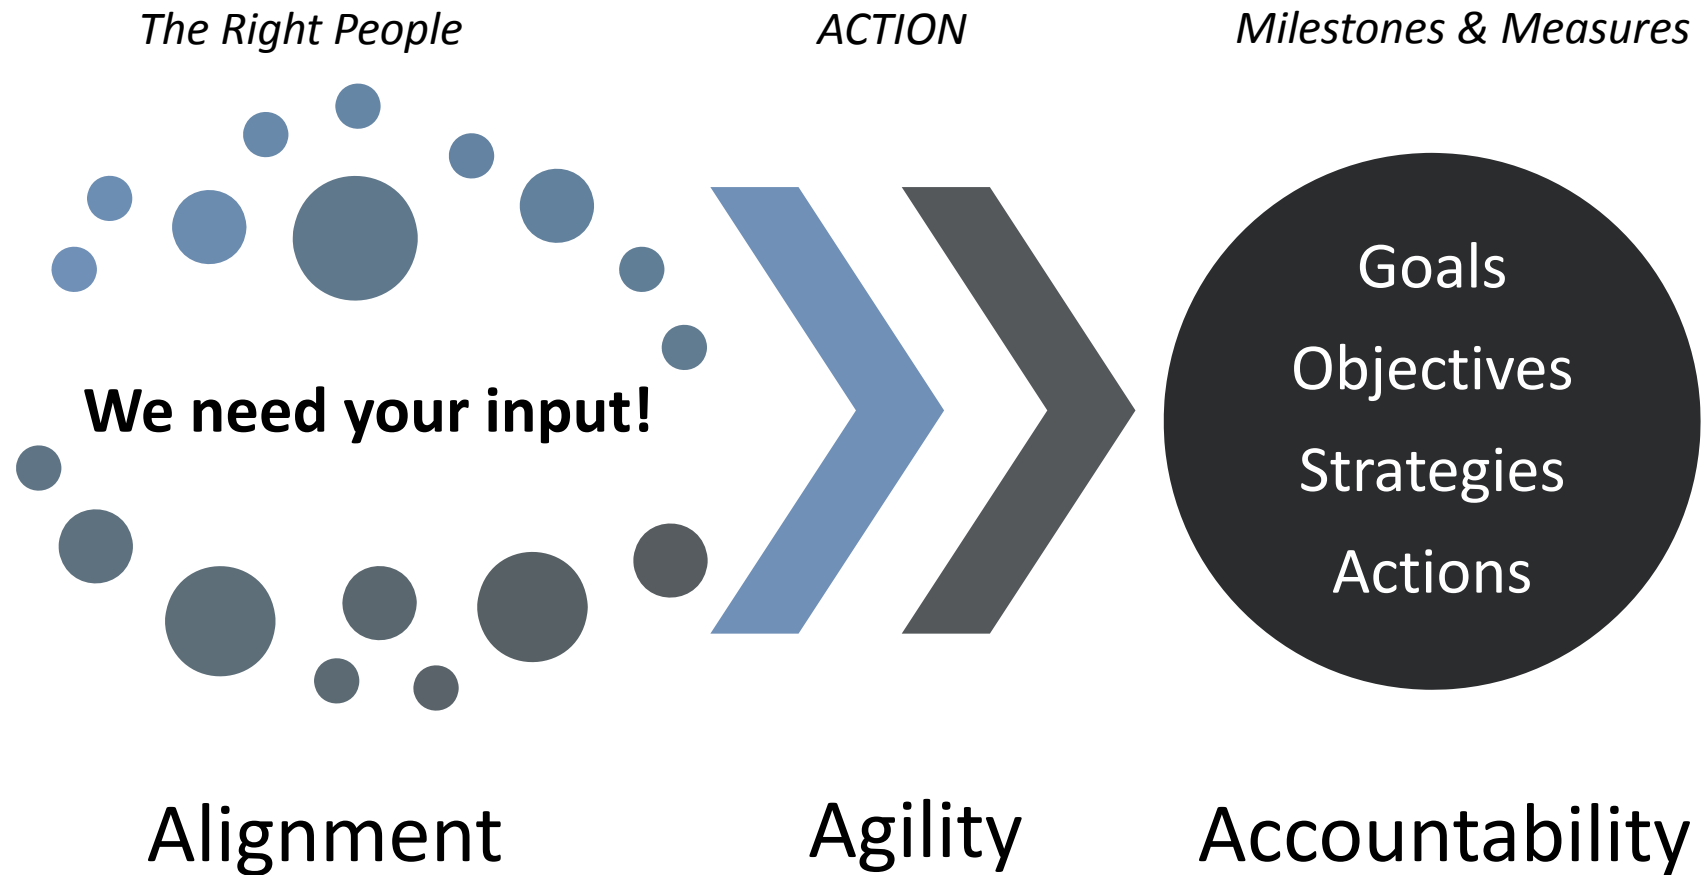 The Right People
ACTION
Milestones & Measures
We need your input!
Goals
Objectives
Strategies
Actions
Alignment
Agility
Accountability